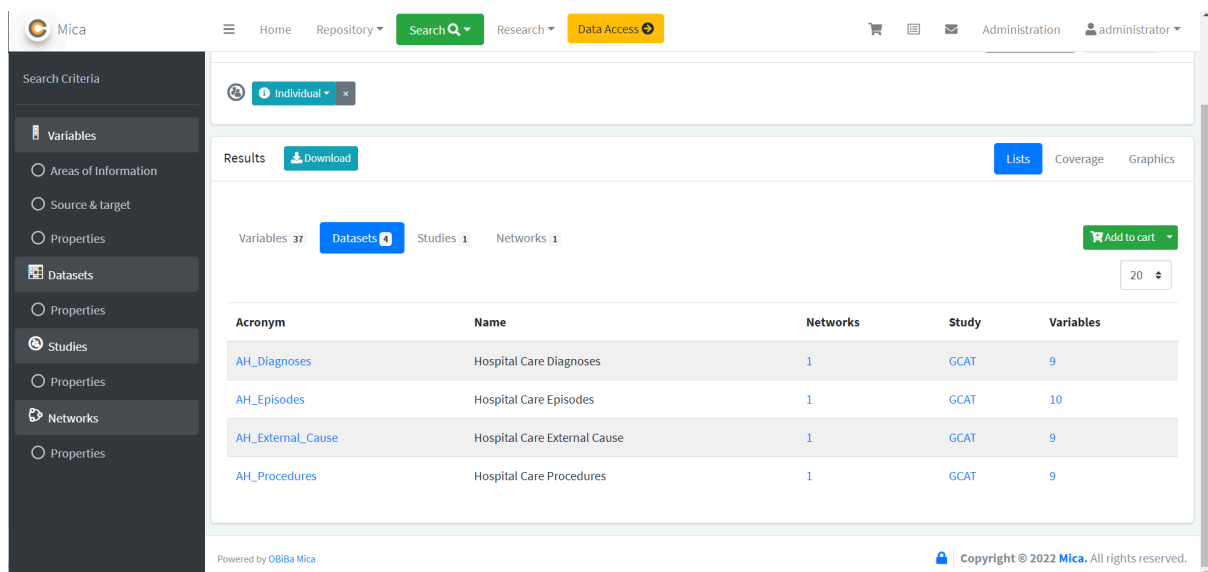 Mica
Home Repository Search Research Data Access Administration administrator
Search Criteria
Individual ×
Variables
Areas of Information
Source & target
Properties
Datasets
Properties
Studies
Properties
Networks
Properties
Results Download Lists Coverage Graphics
Variables 37 Datasets 4 Studies 1 Networks 1 Add to cart
20
Acronym Name Networks Study Variables
AH_Diagnoses Hospital Care Diagnoses 1 GCAT 9
AH_Episodes Hospital Care Episodes 1 GCAT 10
AH_External_Cause Hospital Care External Cause 1 GCAT 9
AH_Procedures Hospital Care Procedures 1 GCAT 9
Powered by OBiBa Mica Copyright © 2022 Mica. All rights reserved.